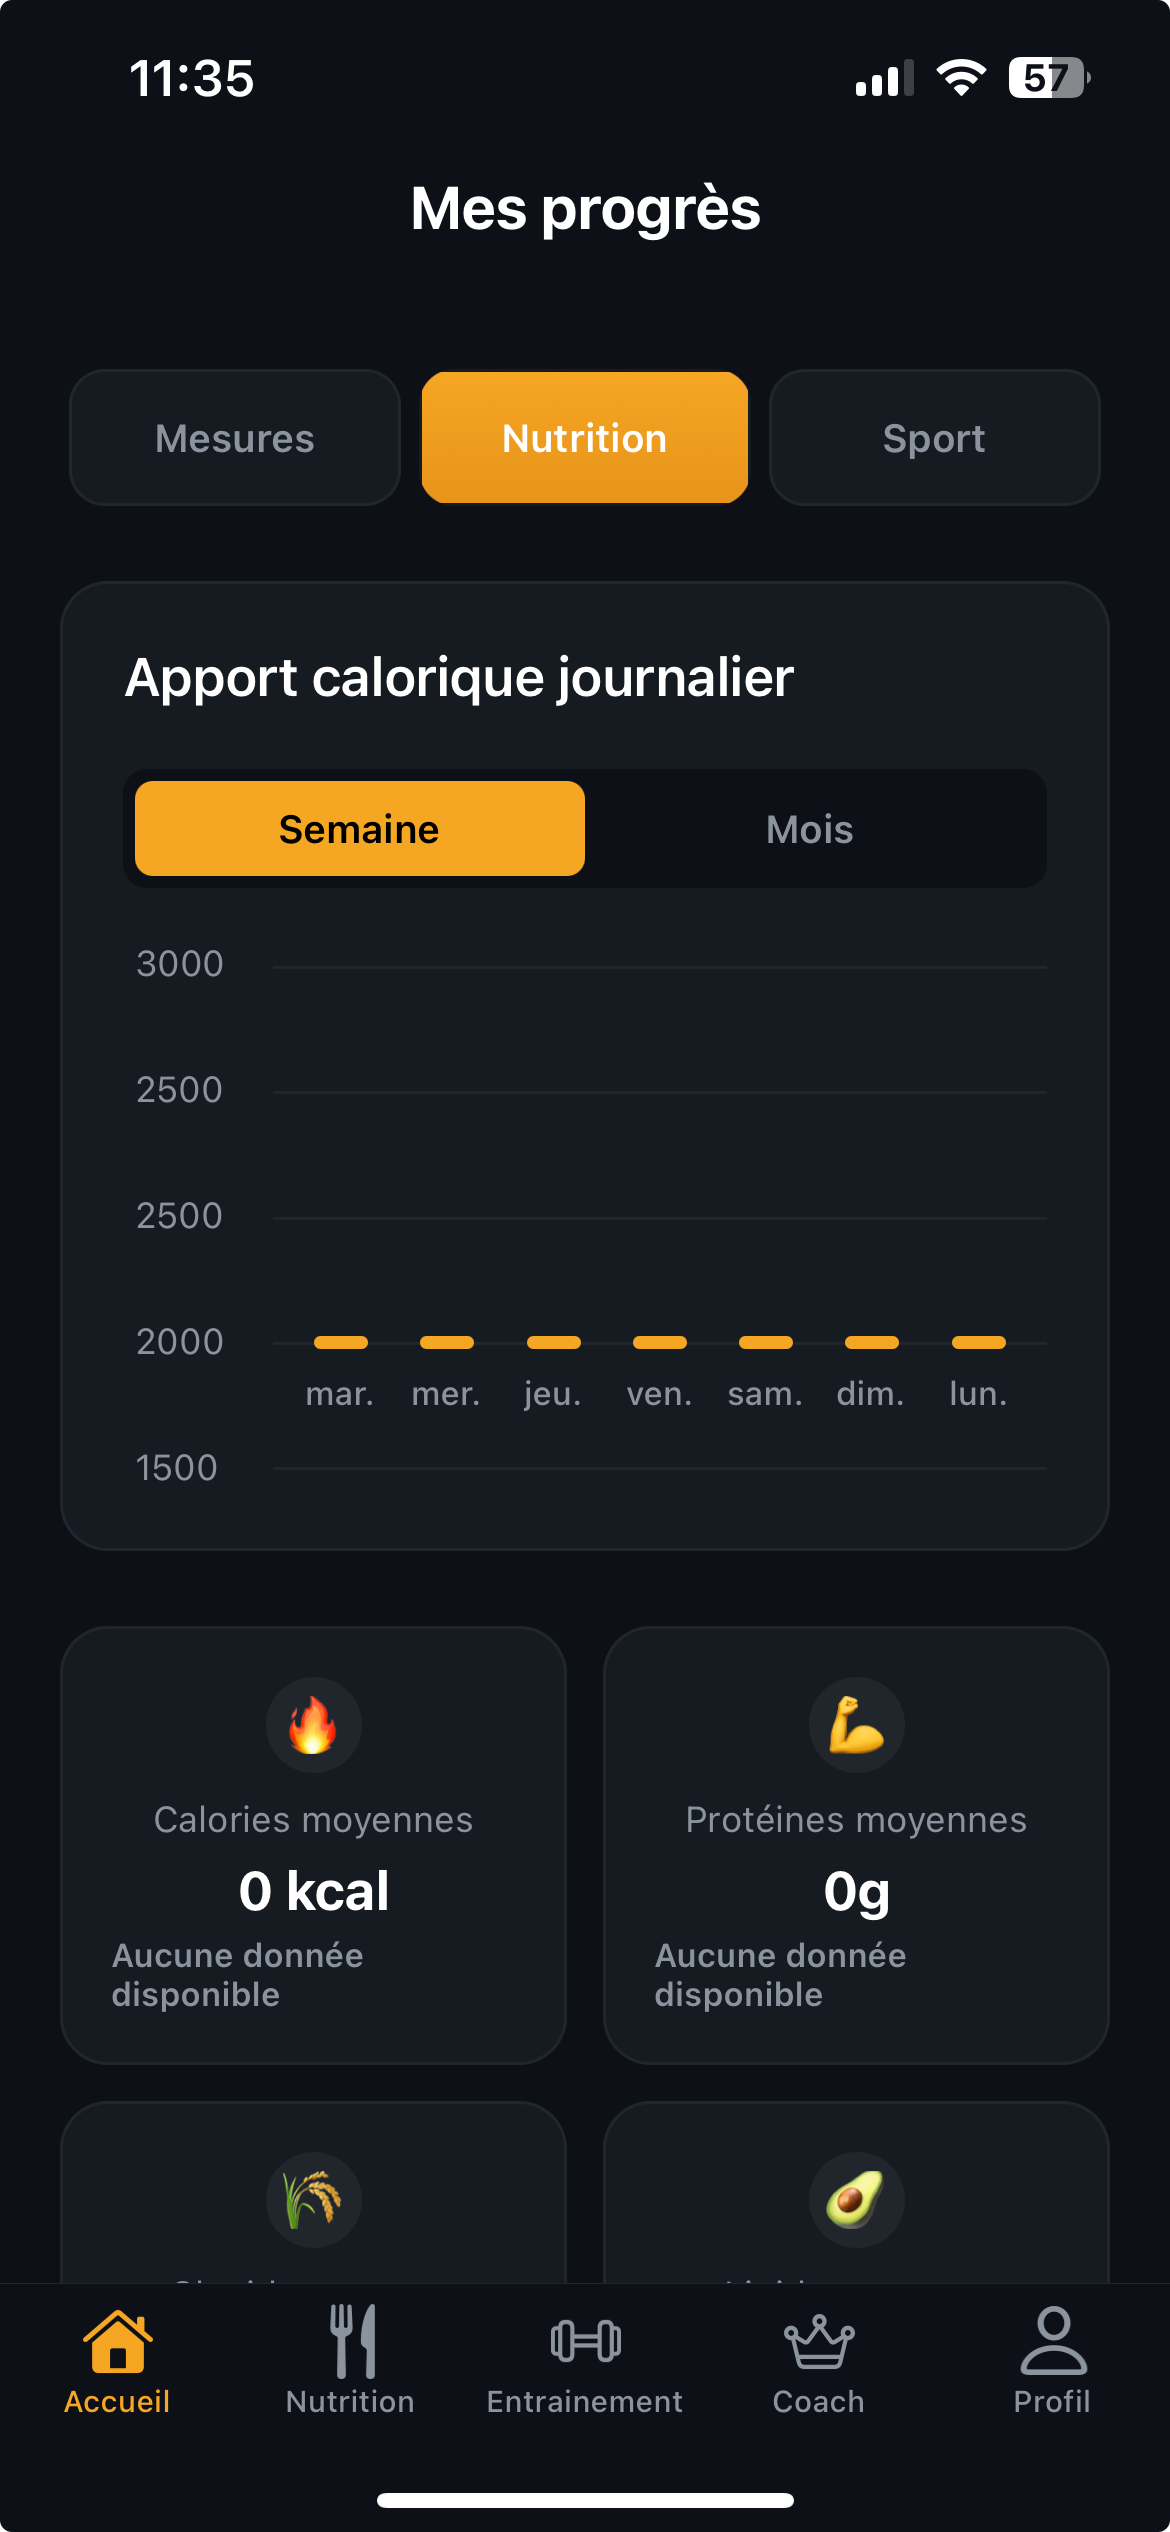 11:35
57
Mes progrès
Mesures
Nutrition
Sport
Apport calorique journalier
Semaine
Mois
3000
2500
2500
2000
mar.
mer.
jeu.
ven.
sam.
dim.
lun.
1500
Calories moyennes
0 kcal
Aucune donnée
disponible
Protéines moyennes
0g
Aucune donnée
disponible
Accueil
Nutrition
Entrainement
Coach
Profil